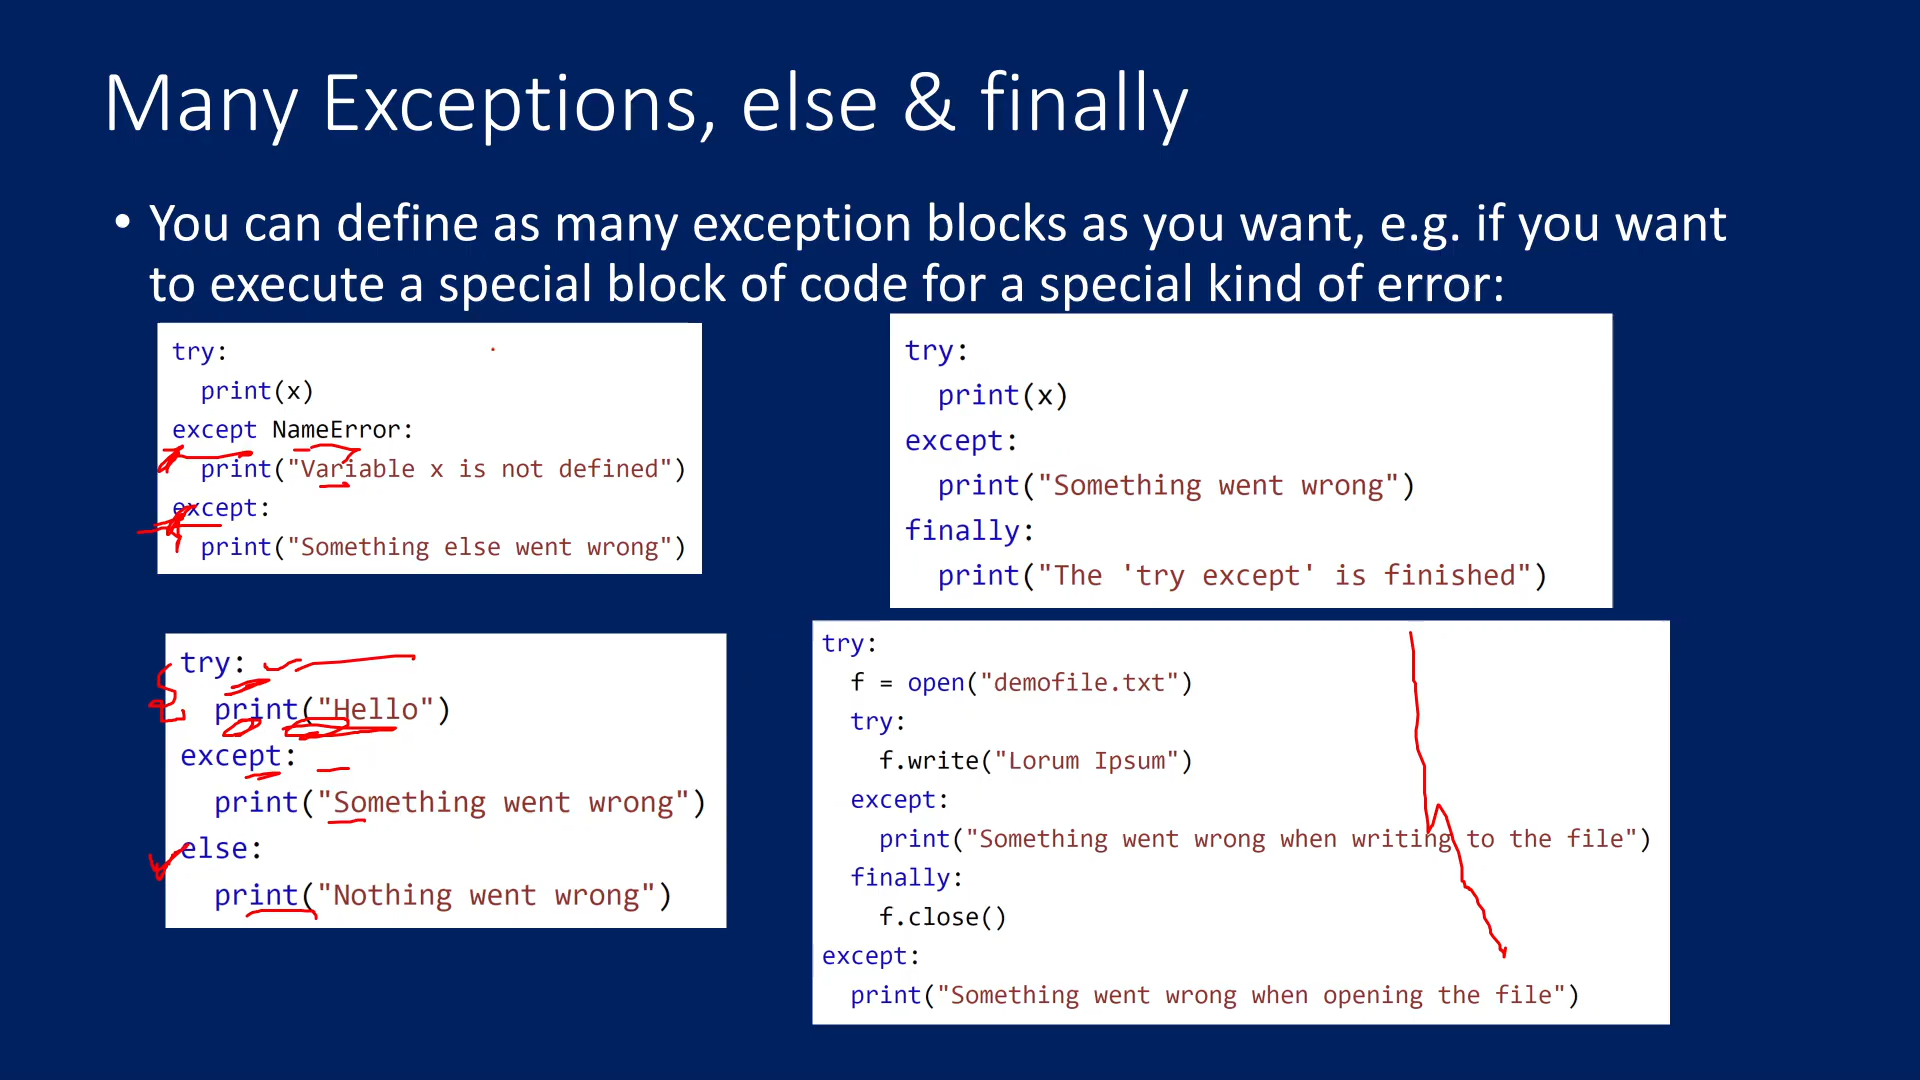 Many Exceptions, else & finally
• You can define as many exception blocks as you want, e.g. if you want
to execute a special block of code for a special kind of error:
try:
  print(x)
except NameError:
  print("Variable x is not defined")
except:
  print("Something else went wrong")
try:
  print(x)
except:
  print("Something went wrong")
finally:
  print("The 'try except' is finished")
try:
  print("Hello")
except:
  print("Something went wrong")
else:
  print("Nothing went wrong")
try:
  f = open("demofile.txt")
  try:
    f.write("Lorum Ipsum")
  except:
    print("Something went wrong when writing to the file")
  finally:
    f.close()
except:
  print("Something went wrong when opening the file")